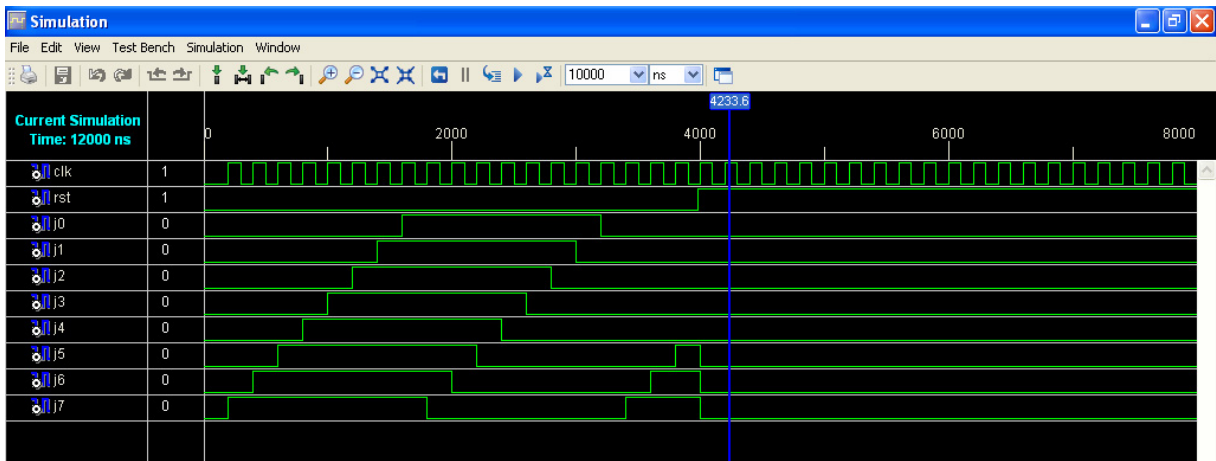 Simulation
File Edit View Test Bench Simulation Window
10000 ns
4233.6
Current Simulation
Time: 12000 ns
0 2000 4000 6000 8000
clk 1
rst 1
j0 0
j1 0
j2 0
j3 0
j4 0
j5 0
j6 0
j7 0